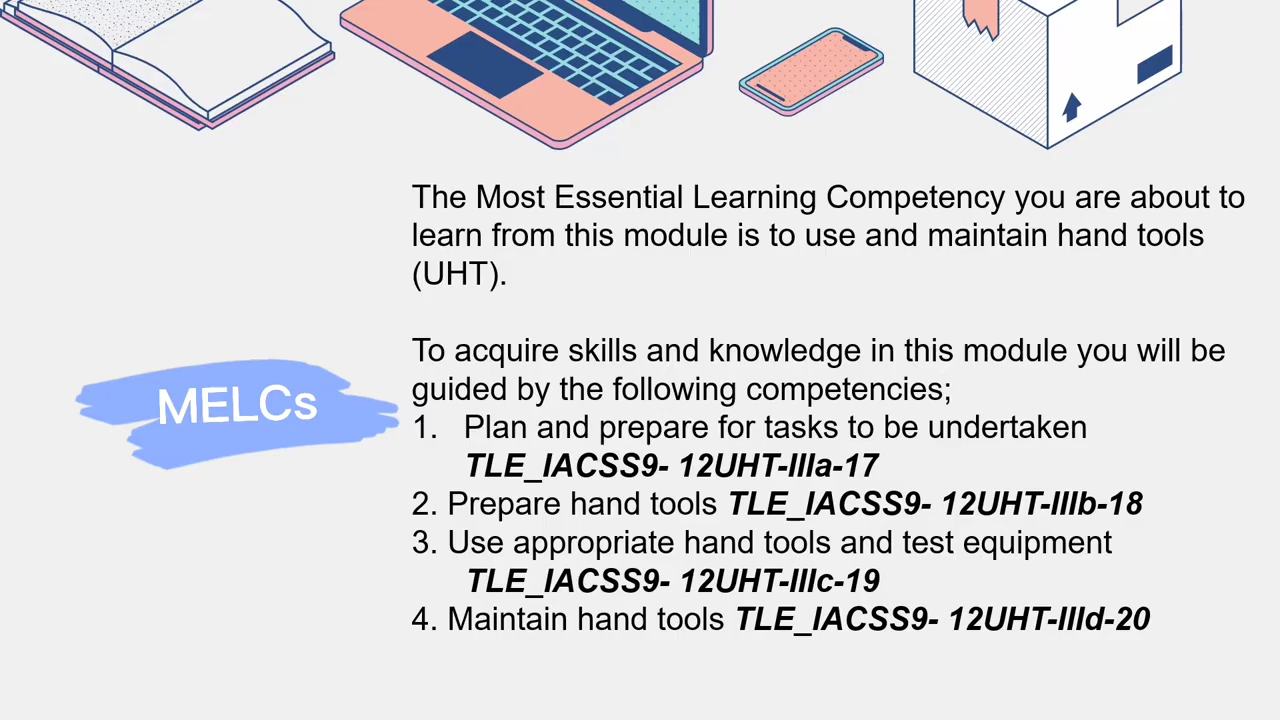 The Most Essential Learning Competency you are about to
learn from this module is to use and maintain hand tools
(UHT).
To acquire skills and knowledge in this module you will be
guided by the following competencies;
MELCs
1. Plan and prepare for tasks to be undertaken
TLE_IACSS9- 12UHT-IIIa-17
2. Prepare hand tools TLE_IACSS9- 12UHT-IIIb-18
3. Use appropriate hand tools and test equipment
TLE_IACSS9- 12UHT-IIIc-19
4. Maintain hand tools TLE_IACSS9- 12UHT-IIId-20